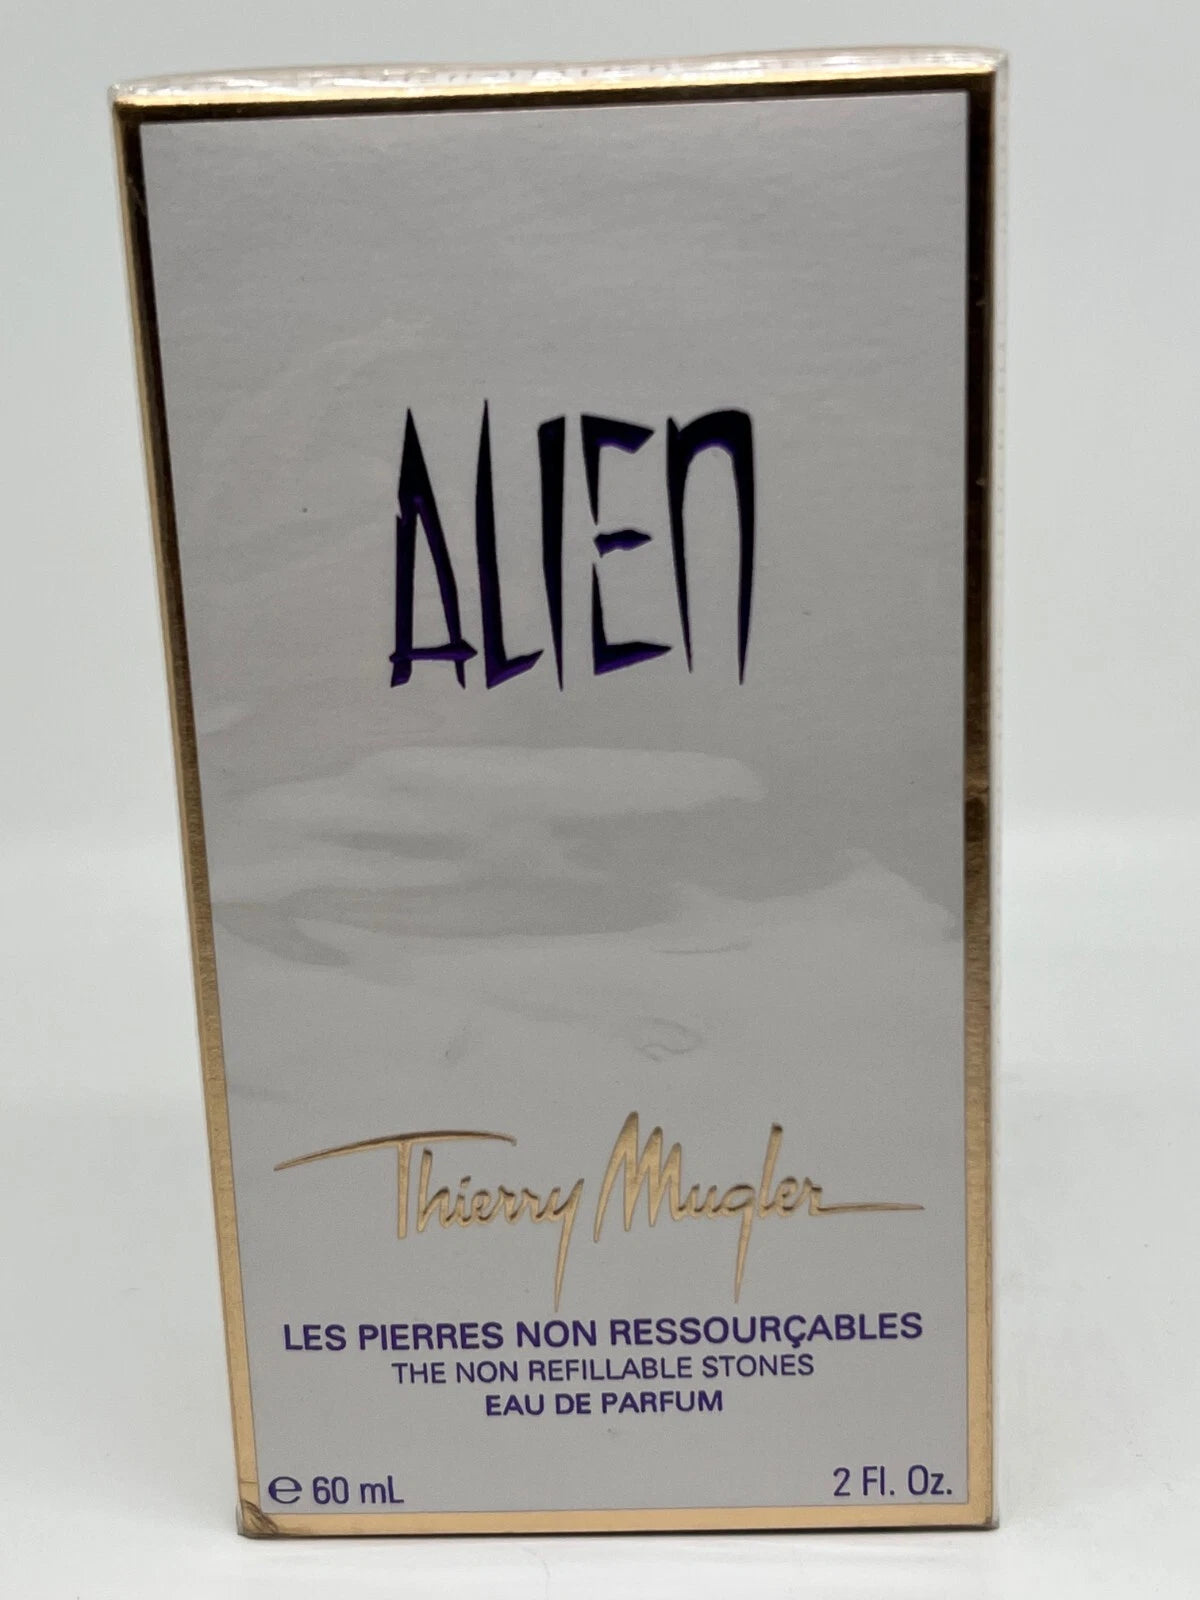 ALIEN
Thierry Mugler
LES PIERRES NON RESSOURÇABLES
THE NON REFILLABLE STONES
EAU DE PARFUM
℮ 60 mL
2 Fl. Oz.